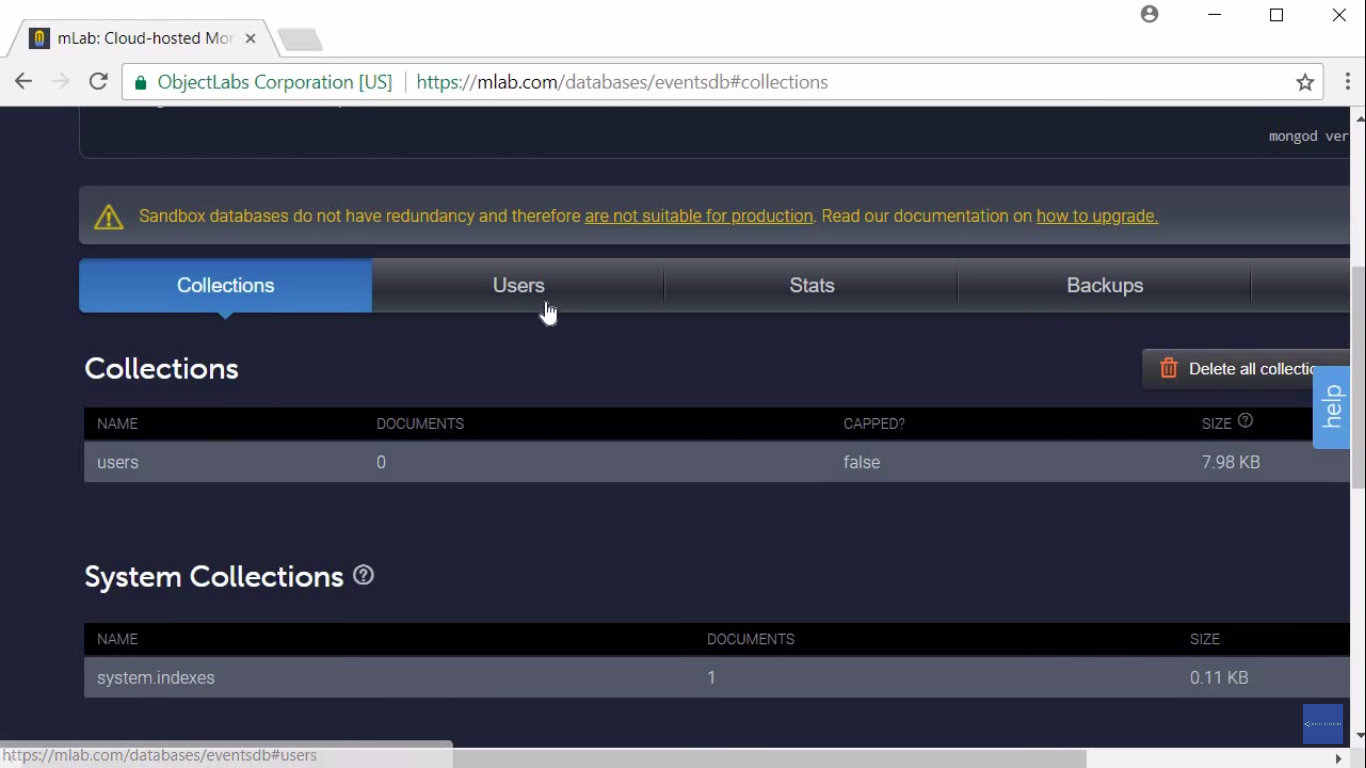 mLab: Cloud-hosted Mon
ObjectLabs Corporation [US] https://mlab.com/databases/eventsdb#collections
mongod ver
Sandbox databases do not have redundancy and therefore are not suitable for production. Read our documentation on how to upgrade.
Collections Users Stats Backups
Collections
Delete all collectio
help
NAME DOCUMENTS CAPPED? SIZE
users 0 false 7.98 KB
System Collections
NAME DOCUMENTS SIZE
system.indexes 1 0.11 KB
https://mlab.com/databases/eventsdb#users